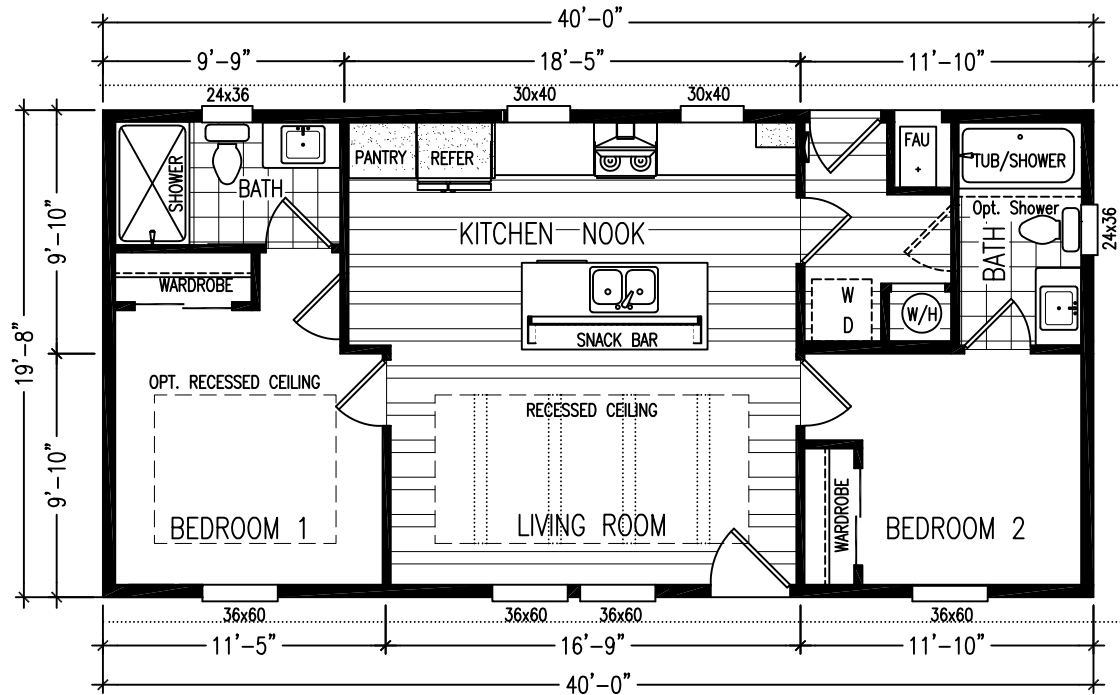 40'-0"
9'-9"
18'-5"
11'-10"
24x36
30x40
30x40
SHOWER
BATH
PANTRY
REFER
FAU
TUB/SHOWER
Opt. Shower
BATH
24x36
9'-10"
19'-8"
9'-10"
KITCHEN NOOK
WARDROBE
W
D
W/H
SNACK BAR
OPT. RECESSED CEILING
RECESSED CEILING
BEDROOM 1
LIVING ROOM
WARDROBE
BEDROOM 2
36x60
36x60
36x60
36x60
11'-5"
16'-9"
11'-10"
40'-0"